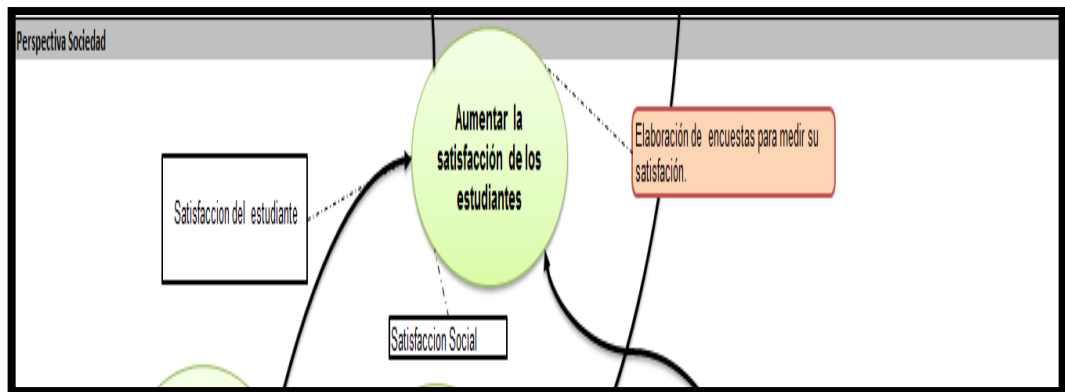 Perspectiva Sociedad
Aumentar la
satisfacción de los
estudiantes
Elaboración de encuestas para medir su
satisfación.
Satisfaccion del estudiante
Satisfaccion Social